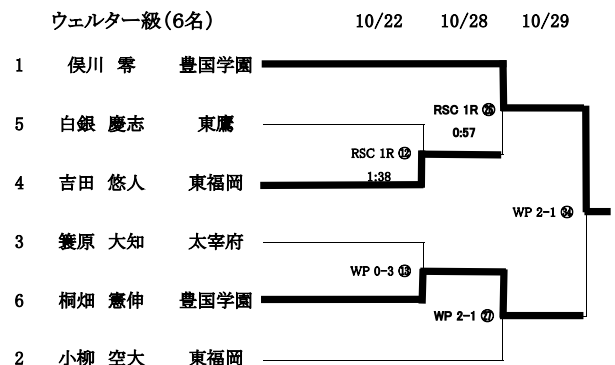 ウェルター級(6名) 10/22 10/28 10/29
1 俣川 零 豊国学園
RSC 1R ㉖
5 白銀 慶志 東鷹 0:57
RSC 1R ⑫
4 吉田 悠人 東福岡 1:38
WP 2-1 ㉞
3 簑原 大知 太宰府
WP 0-3 ⑬
6 桐畑 憲伸 豊国学園
WP 2-1 ㉗
2 小柳 空大 東福岡